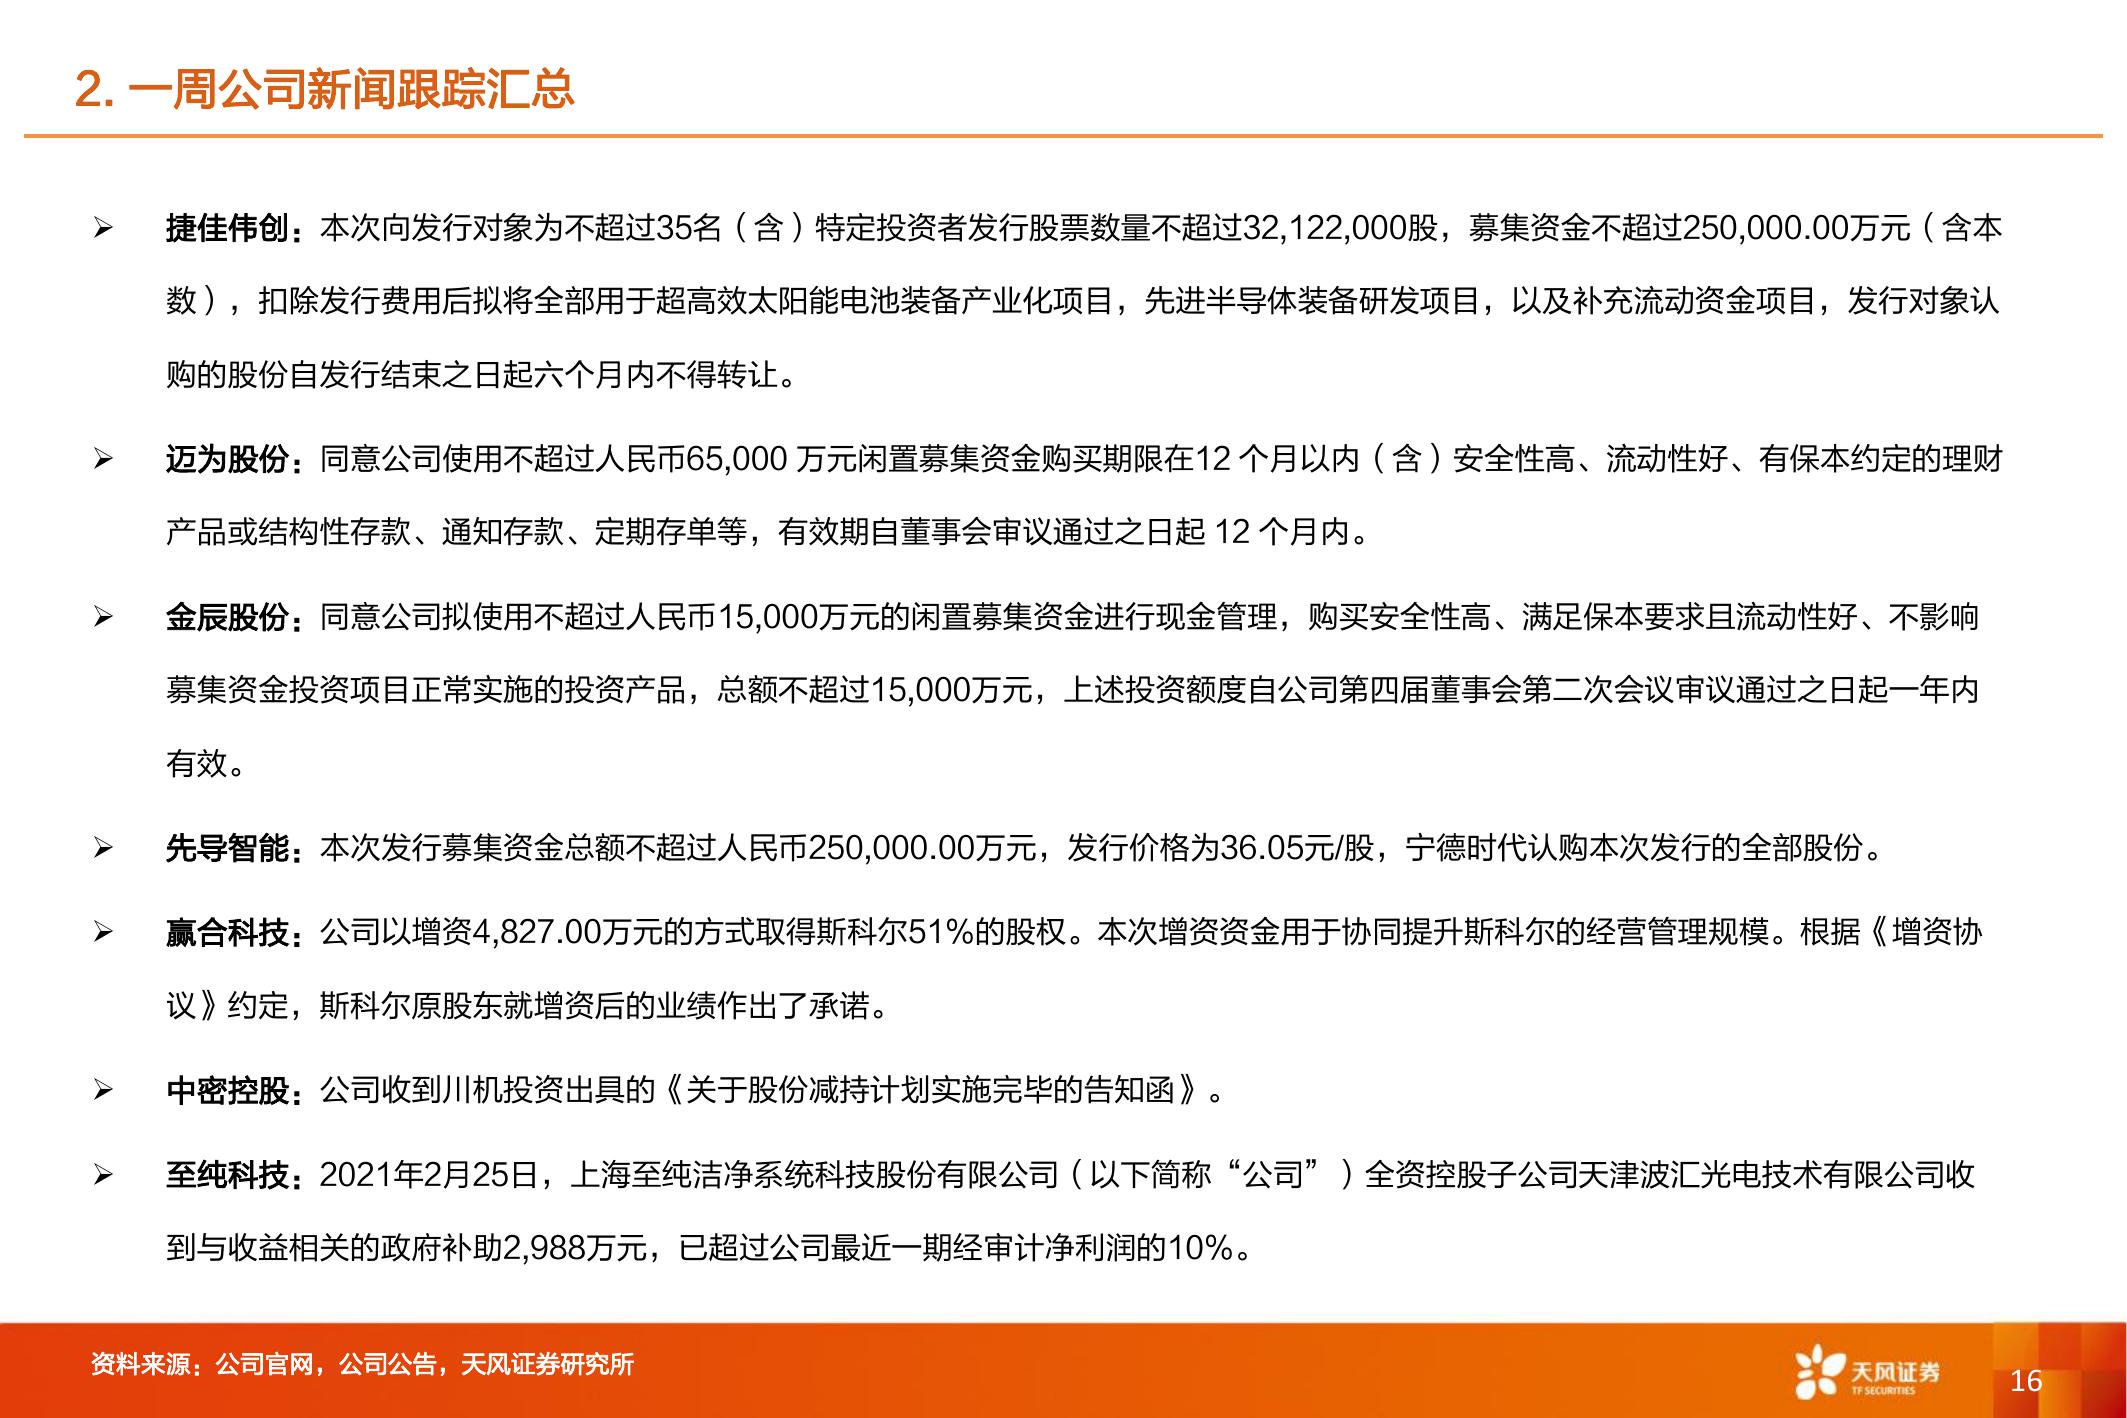 2. 一周公司新闻跟踪汇总
➢ 捷佳伟创：本次向发行对象为不超过35名（含）特定投资者发行股票数量不超过32,122,000股，募集资金不超过250,000.00万元（含本
数），扣除发行费用后拟将全部用于超高效太阳能电池装备产业化项目，先进半导体装备研发项目，以及补充流动资金项目，发行对象认
购的股份自发行结束之日起六个月内不得转让。
➢ 迈为股份：同意公司使用不超过人民币65,000 万元闲置募集资金购买期限在12 个月以内（含）安全性高、流动性好、有保本约定的理财
产品或结构性存款、通知存款、定期存单等，有效期自董事会审议通过之日起 12 个月内。
➢ 金辰股份：同意公司拟使用不超过人民币15,000万元的闲置募集资金进行现金管理，购买安全性高、满足保本要求且流动性好、不影响
募集资金投资项目正常实施的投资产品，总额不超过15,000万元，上述投资额度自公司第四届董事会第二次会议审议通过之日起一年内
有效。
➢ 先导智能：本次发行募集资金总额不超过人民币250,000.00万元，发行价格为36.05元/股，宁德时代认购本次发行的全部股份。
➢ 赢合科技：公司以增资4,827.00万元的方式取得斯科尔51%的股权。本次增资资金用于协同提升斯科尔的经营管理规模。根据《增资协
议》约定，斯科尔原股东就增资后的业绩作出了承诺。
➢ 中密控股：公司收到川机投资出具的《关于股份减持计划实施完毕的告知函》。
➢ 至纯科技：2021年2月25日，上海至纯洁净系统科技股份有限公司（以下简称“公司”）全资控股子公司天津波汇光电技术有限公司收
到与收益相关的政府补助2,988万元，已超过公司最近一期经审计净利润的10%。
资料来源：公司官网，公司公告，天风证券研究所
天风证券
TF SECURITIES
16